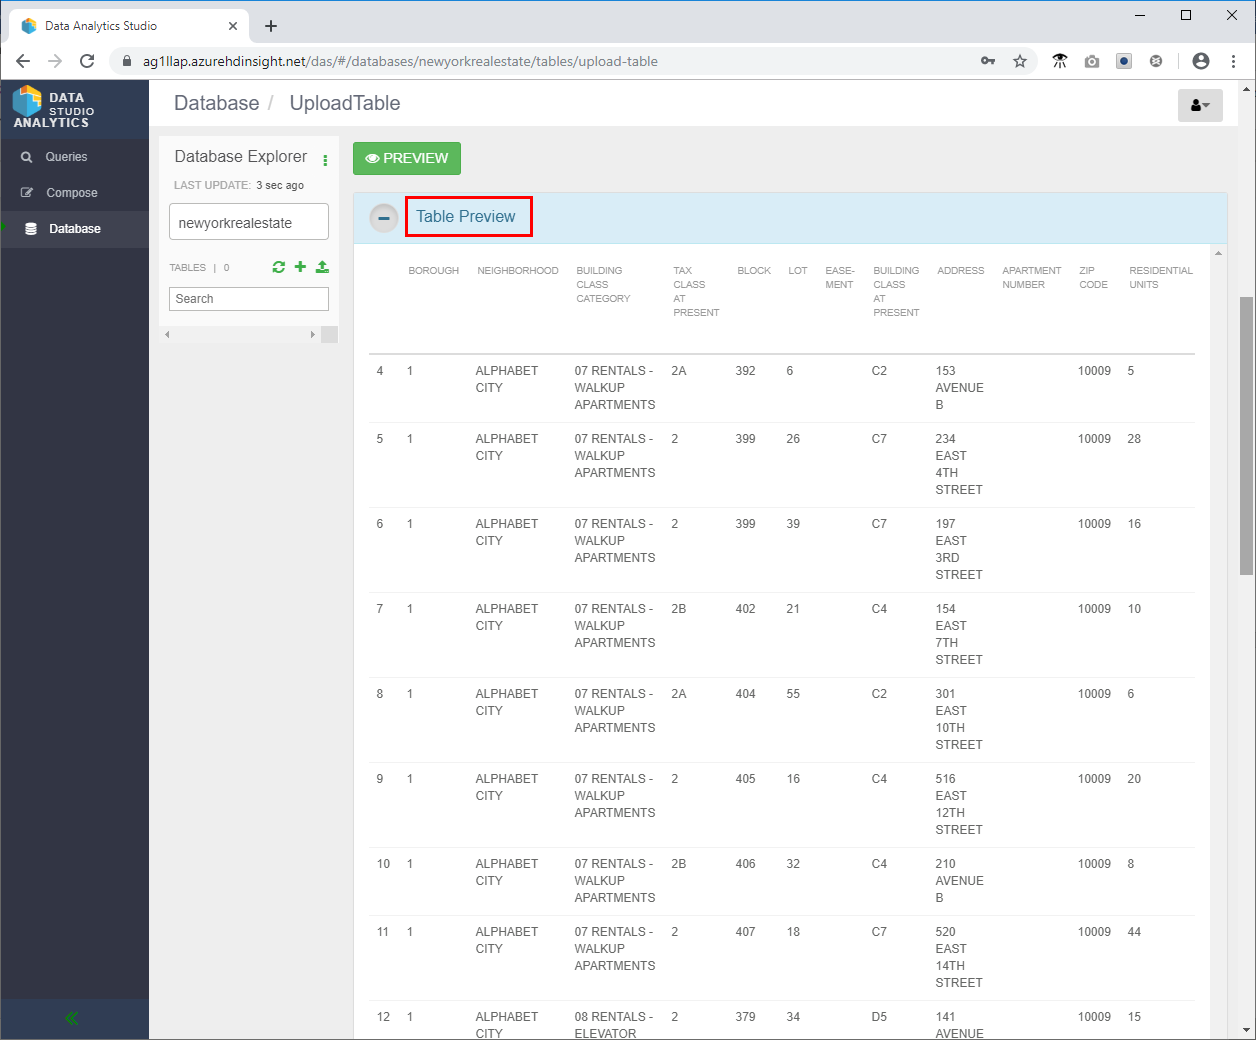 Data Analytics Studio
ag1llap.azurehdinsight.net/das/#/databases/newyorkrealestate/tables/upload-table
DATA
STUDIO
ANALYTICS
Queries
Compose
Database
Database / UploadTable
Database Explorer
LAST UPDATE: 3 sec ago
newyorkrealestate
TABLES | 0
Search
PREVIEW
Table Preview
BOROUGH NEIGHBORHOOD BUILDING TAX BLOCK LOT EASE- BUILDING ADDRESS APARTMENT ZIP RESIDENTIAL
CLASS CLASS MENT CLASS NUMBER CODE UNITS
CATEGORY AT AT
PRESENT PRESENT
4 1 ALPHABET 07 RENTALS - 2A 392 6 C2 153 10009 5
CITY WALKUP AVENUE
APARTMENTS B
5 1 ALPHABET 07 RENTALS - 2 399 26 C7 234 10009 28
CITY WALKUP EAST
APARTMENTS 4TH
STREET
6 1 ALPHABET 07 RENTALS - 2 399 39 C7 197 10009 16
CITY WALKUP EAST
APARTMENTS 3RD
STREET
7 1 ALPHABET 07 RENTALS - 2B 402 21 C4 154 10009 10
CITY WALKUP EAST
APARTMENTS 7TH
STREET
8 1 ALPHABET 07 RENTALS - 2A 404 55 C2 301 10009 6
CITY WALKUP EAST
APARTMENTS 10TH
STREET
9 1 ALPHABET 07 RENTALS - 2 405 16 C4 516 10009 20
CITY WALKUP EAST
APARTMENTS 12TH
STREET
10 1 ALPHABET 07 RENTALS - 2B 406 32 C4 210 10009 8
CITY WALKUP AVENUE
APARTMENTS B
11 1 ALPHABET 07 RENTALS - 2 407 18 C7 520 10009 44
CITY WALKUP EAST
APARTMENTS 14TH
STREET
12 1 ALPHABET 08 RENTALS - 2 379 34 D5 141 10009 15
CITY ELEVATOR AVENUE